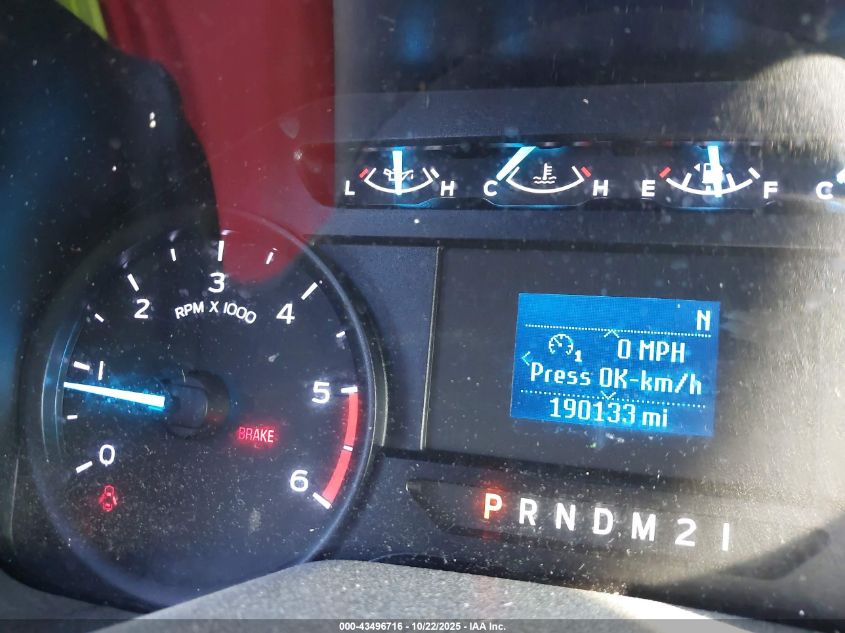 L H C H E F C
3
2 4
RPM X 1000
1
5
0
6
BRAKE
N
1 0 MPH
Press OK-km/h
190133 mi
P R N D M 2 1
000-43496716 - 10/22/2025 - IAA Inc.